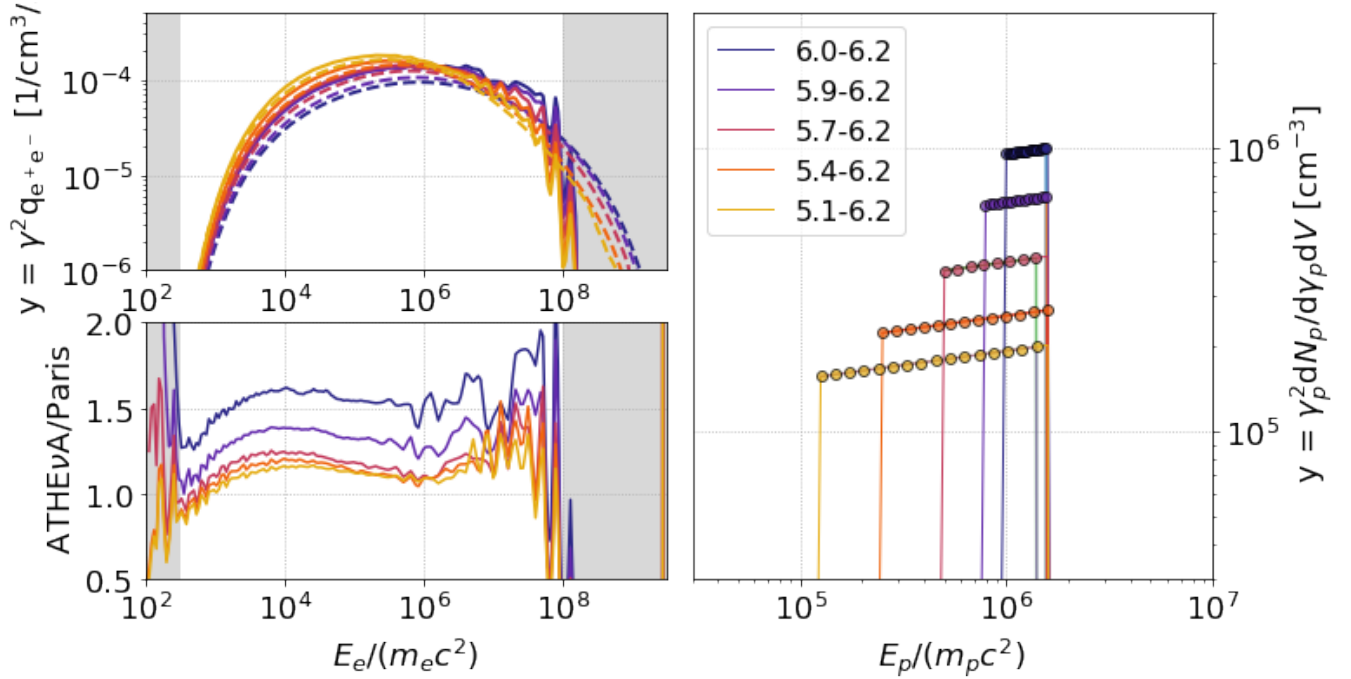 y = γ²q_{e⁺e⁻} [1/cm³/
10⁻⁴
10⁻⁵
10⁻⁶
10² 10⁴ 10⁶ 10⁸
ATHEνA/Paris
2.0
1.5
1.0
0.5
10² 10⁴ 10⁶ 10⁸
E_e/(m_ec²)
6.0-6.2
5.9-6.2
5.7-6.2
5.4-6.2
5.1-6.2
10⁶
10⁵
y = γ_p²dN_p/dγ_pdV [cm⁻³]
10⁵ 10⁶ 10⁷
E_p/(m_pc²)